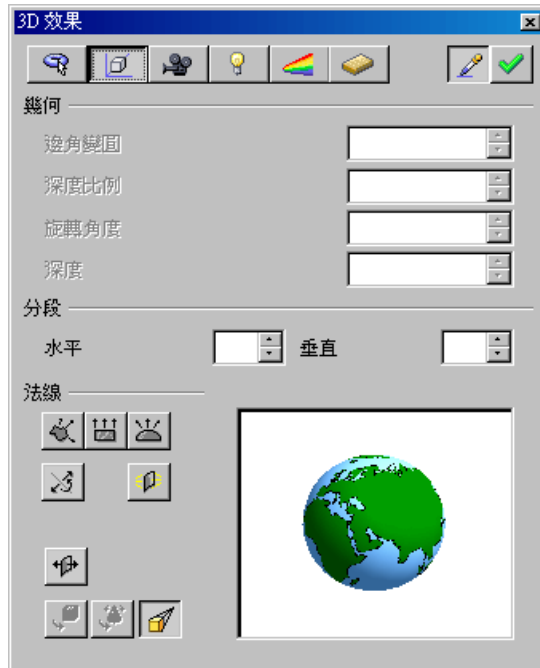 3D 效果
幾何
邊角變圓
深度比例
旋轉角度
深度
分段
水平 垂直
法線